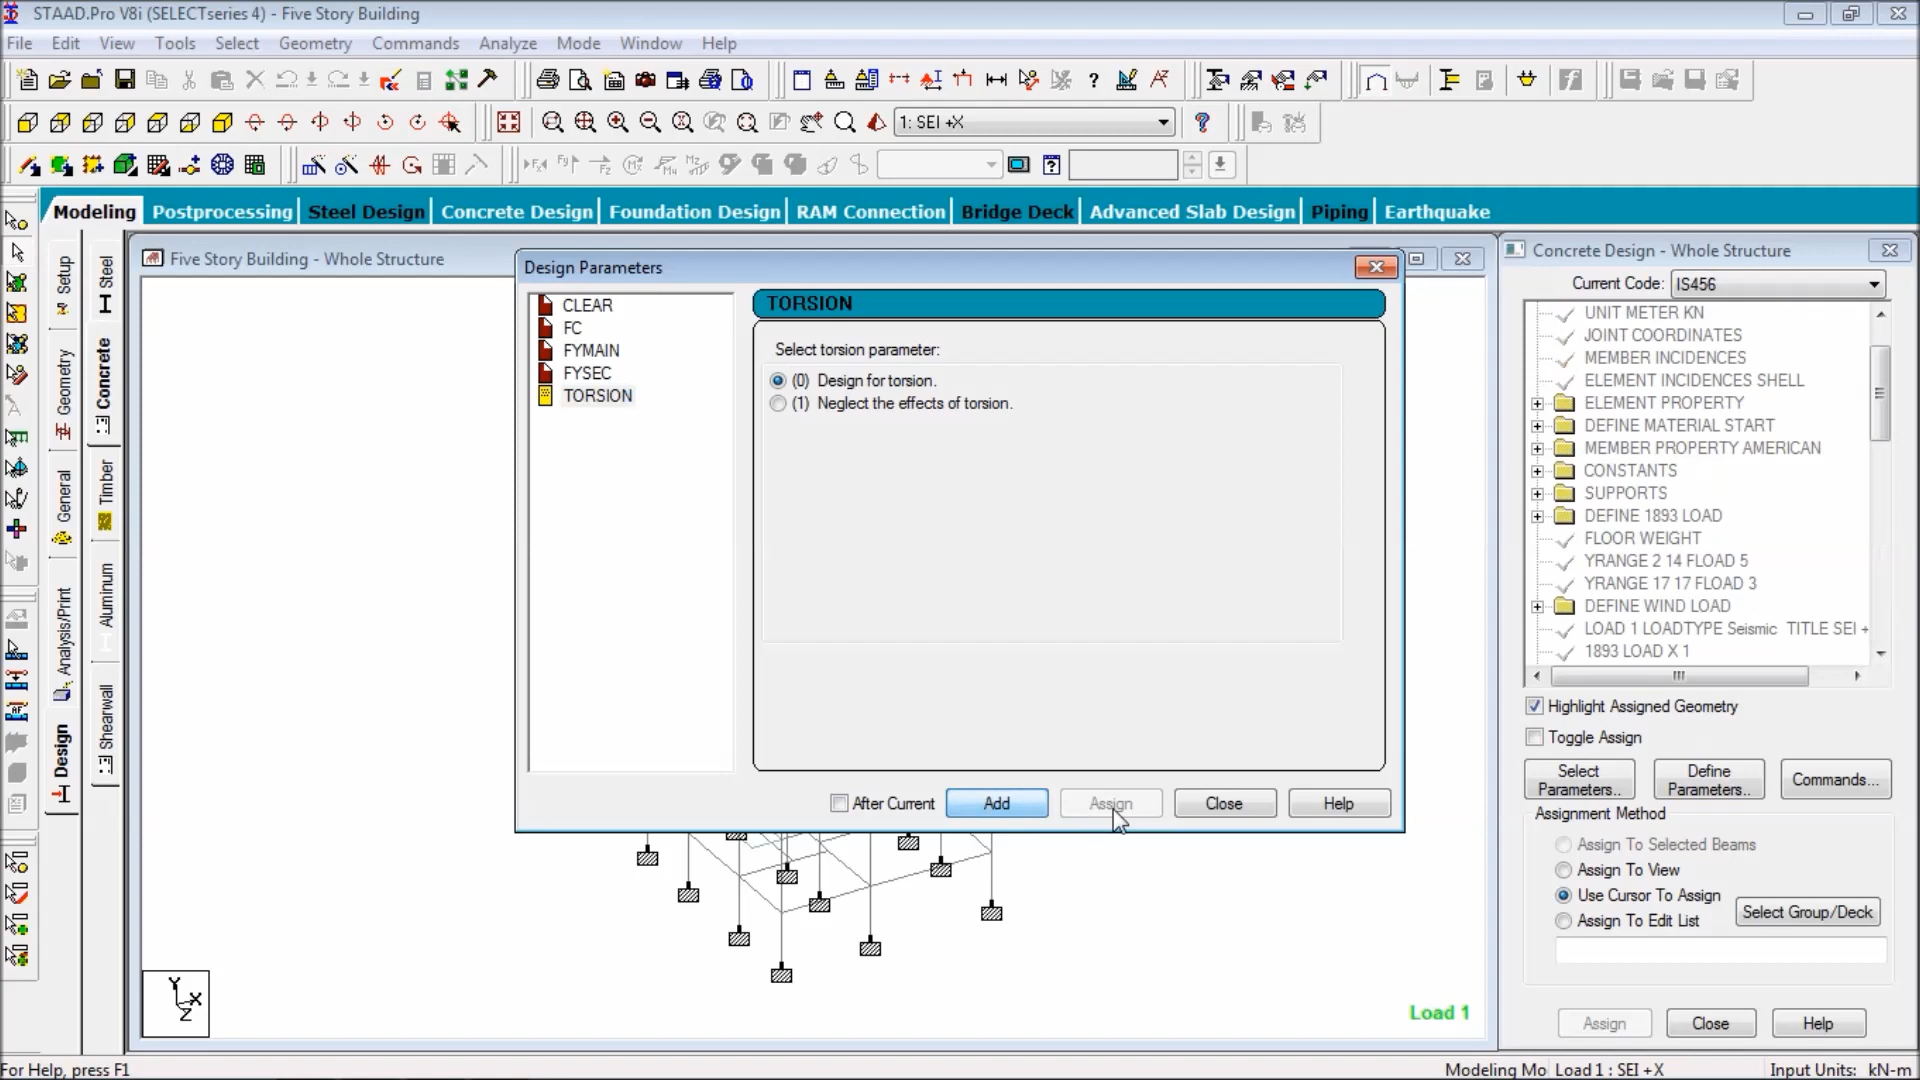 STAAD.Pro V8i (SELECTseries 4) - Five Story Building
File Edit View Tools Select Geometry Commands Analyze Mode Window Help
1: SEI +X
Modeling Postprocessing Steel Design Concrete Design Foundation Design RAM Connection Bridge Deck Advanced Slab Design Piping Earthquake
Setup
Geometry
General
Analysis/Print
Design
Steel
Concrete
Timber
Aluminum
Shearwall
Five Story Building - Whole Structure
Design Parameters
CLEAR
FC
FYMAIN
FYSEC
TORSION
TORSION
Select torsion parameter:
(0) Design for torsion.
(1) Neglect the effects of torsion.
After Current Add Assign Close Help
Y
X
Z
Load 1
Concrete Design - Whole Structure
Current Code: IS456
UNIT METER KN
JOINT COORDINATES
MEMBER INCIDENCES
ELEMENT INCIDENCES SHELL
ELEMENT PROPERTY
DEFINE MATERIAL START
MEMBER PROPERTY AMERICAN
CONSTANTS
SUPPORTS
DEFINE 1893 LOAD
FLOOR WEIGHT
YRANGE 2 14 FLOAD 5
YRANGE 17 17 FLOAD 3
DEFINE WIND LOAD
LOAD 1 LOADTYPE Seismic TITLE SEI +
1893 LOAD X 1
Highlight Assigned Geometry
Toggle Assign
Select Parameters..
Define Parameters..
Commands...
Assignment Method
Assign To Selected Beams
Assign To View
Use Cursor To Assign
Assign To Edit List
Select Group/Deck
Assign Close Help
For Help, press F1
Modeling Mo Load 1 : SEI +X Input Units: kN-m